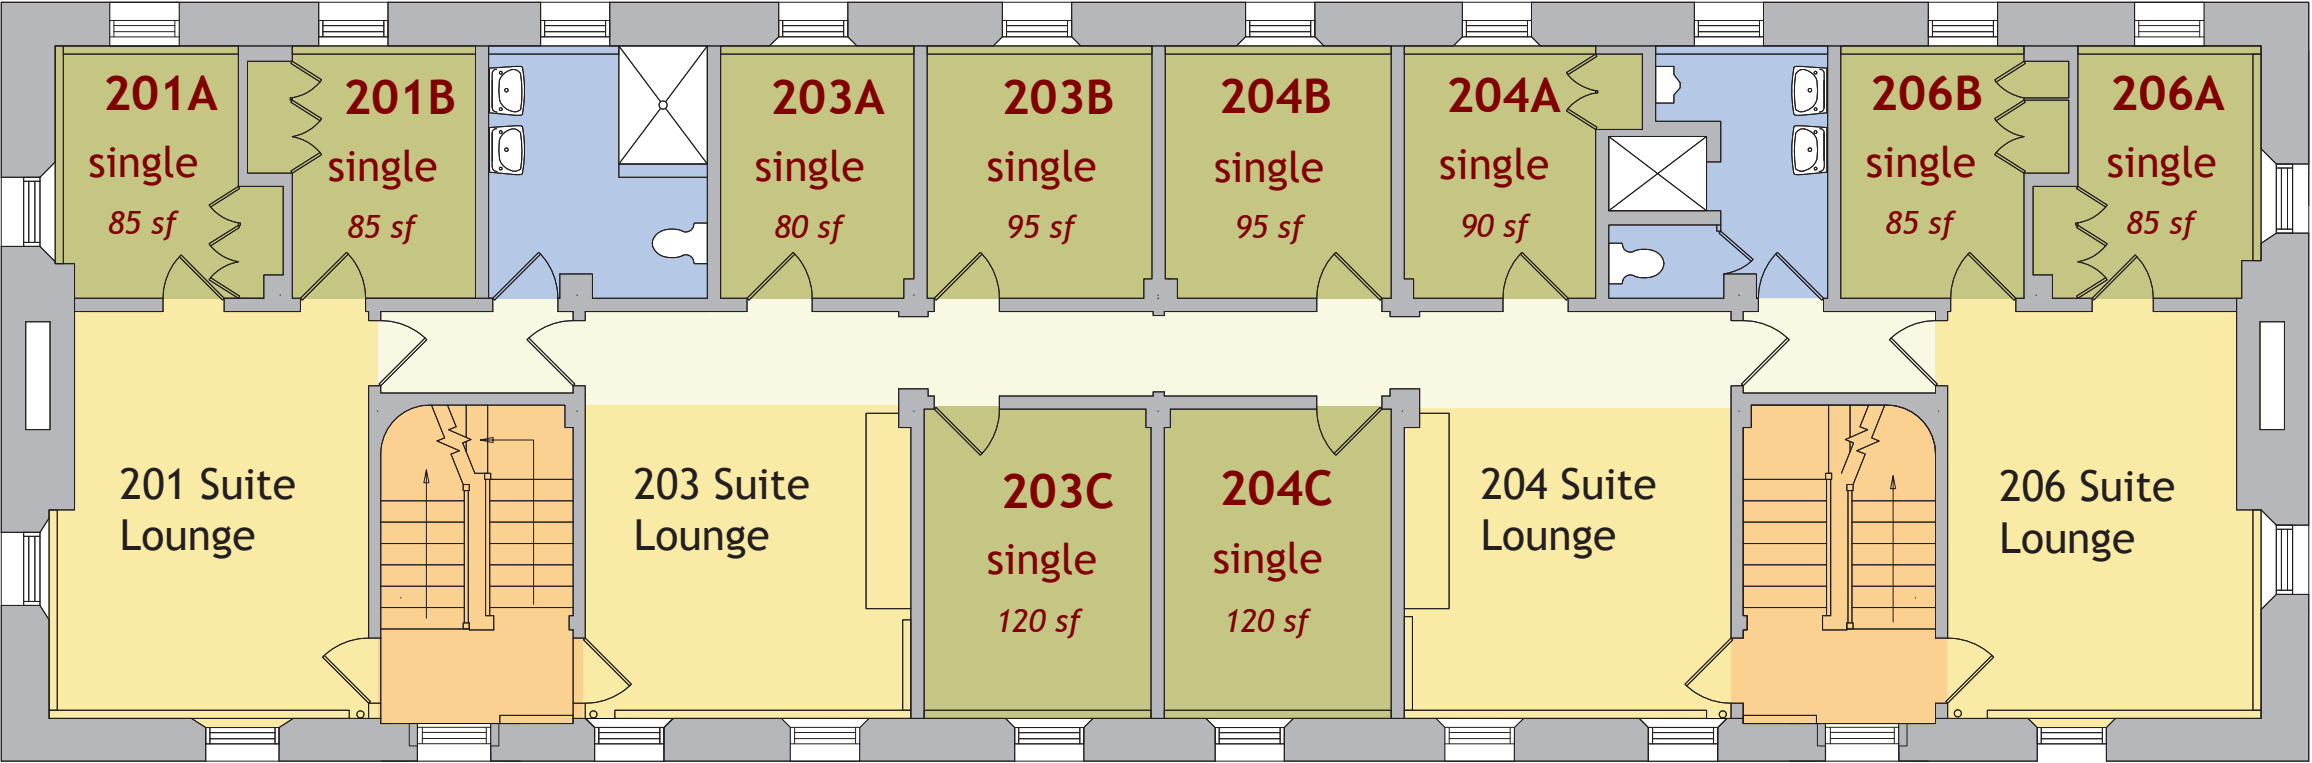 201A
single
85 sf
201B
single
85 sf
203A
single
80 sf
203B
single
95 sf
204B
single
95 sf
204A
single
90 sf
206B
single
85 sf
206A
single
85 sf
201 Suite
Lounge
203 Suite
Lounge
203C
single
120 sf
204C
single
120 sf
204 Suite
Lounge
206 Suite
Lounge